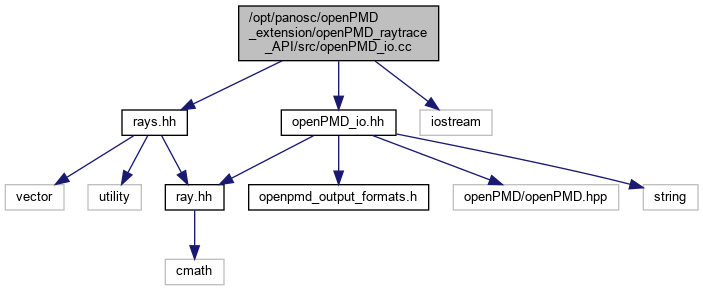 /opt/panosc/openPMD
_extension/openPMD_raytrace
_API/src/openPMD_io.cc
rays.hh
openPMD_io.hh
iostream
vector
utility
ray.hh
openpmd_output_formats.h
openPMD/openPMD.hpp
string
cmath